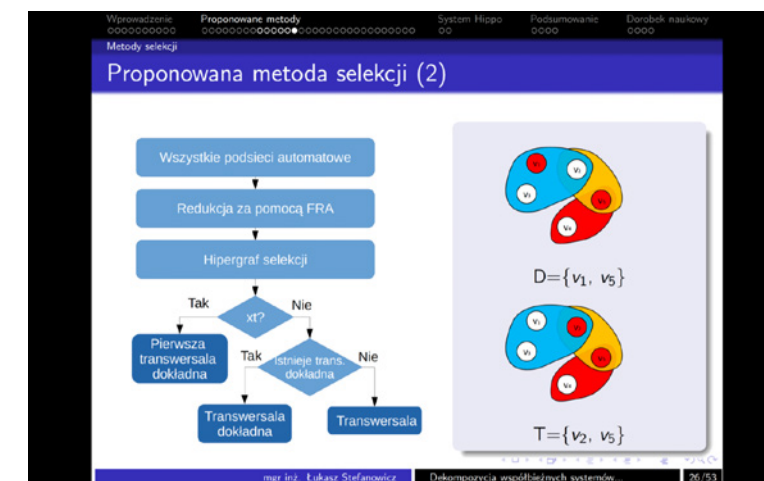 Wprowadzenie
Proponowane metody
System Hippo
Podsumowanie
Dorobek naukowy
Metody selekcji
Proponowana metoda selekcji (2)
Wszystkie podsieci automatowe
Redukcja za pomocą FRA
Hipergraf selekcji
Tak
xt?
Nie
Pierwsza
transwersala
dokładna
Tak
Istnieje trans.
dokładna
Nie
Transwersala
dokładna
Transwersala
D={v₁, v₅}
T={v₂, v₅}
mgr inż. Łukasz Stefanowicz
Dekompozycja współbieżnych systemów...
26/53